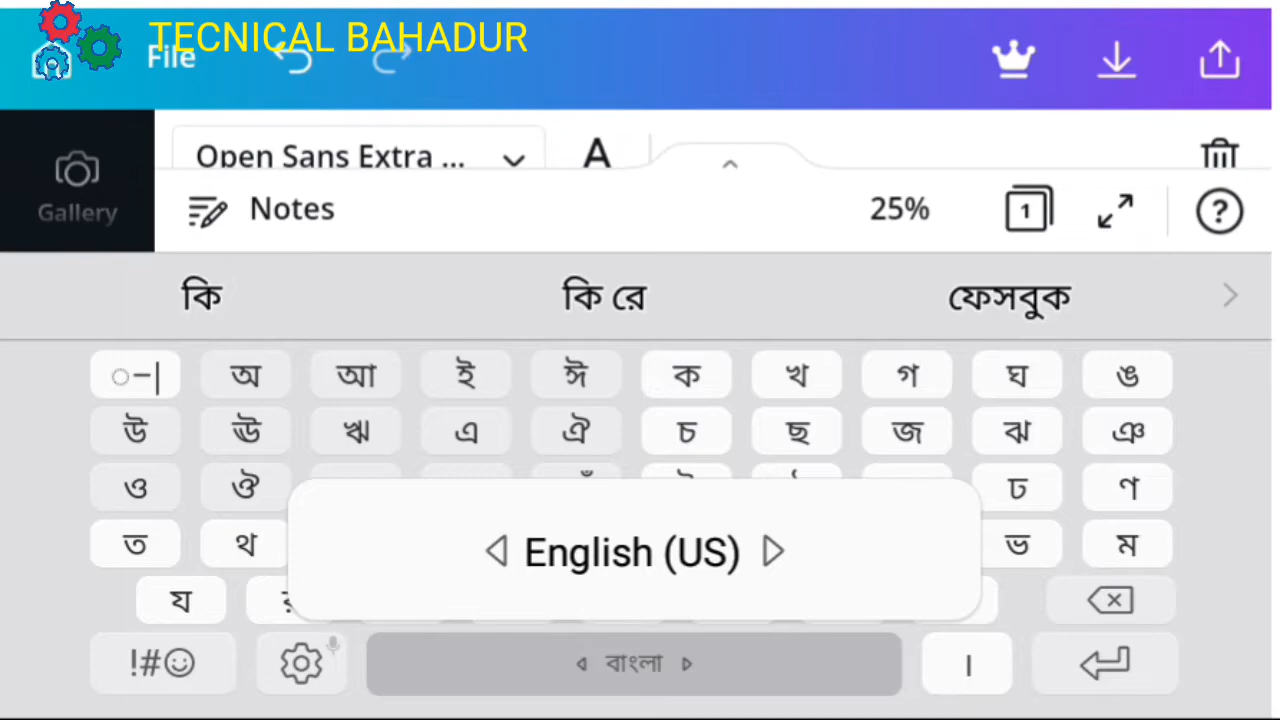 TECNICAL BAHADUR
File
Open Sans Extra ... A
Gallery
Notes 25% 1 ?
কি কি রে ফেসবুক
অ আ ই ঈ ক খ গ ঘ ঙ
উ ঊ ঋ এ ঐ চ ছ জ ঝ ঞ
ও ঔ ঢ ণ
ত থ ভ ম
English (US)
য
!#☺ বাংলা ।